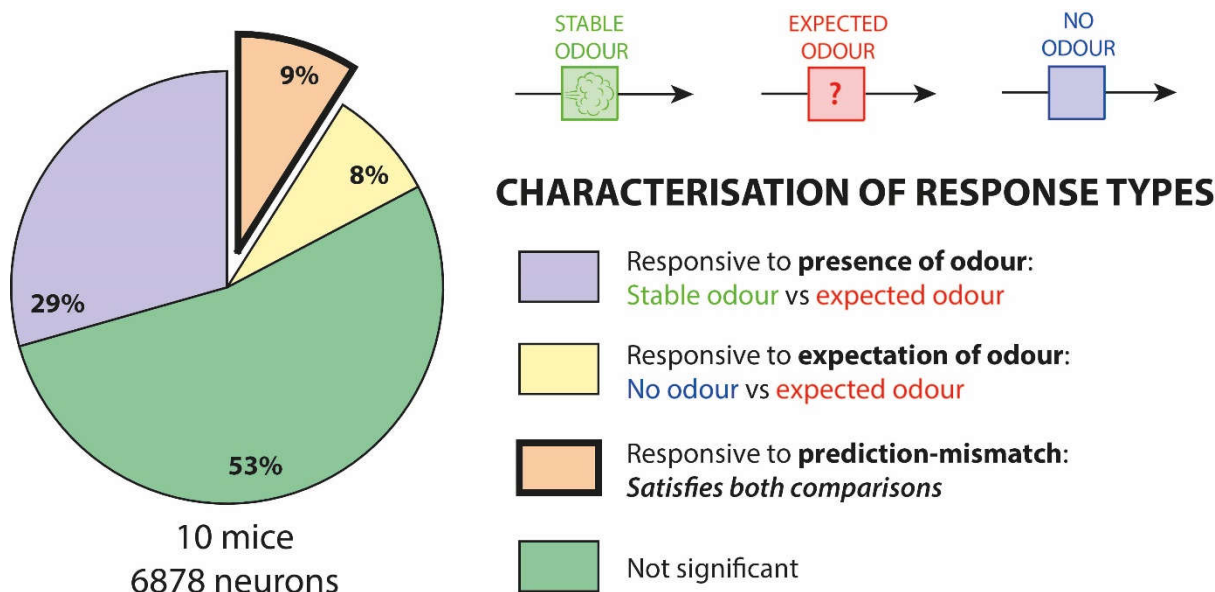 9%
8%
29%
53%
10 mice
6878 neurons
STABLE
ODOUR
EXPECTED
ODOUR
?
NO
ODOUR
CHARACTERISATION OF RESPONSE TYPES
Responsive to presence of odour:
Stable odour vs expected odour
Responsive to expectation of odour:
No odour vs expected odour
Responsive to prediction-mismatch:
Satisfies both comparisons
Not significant